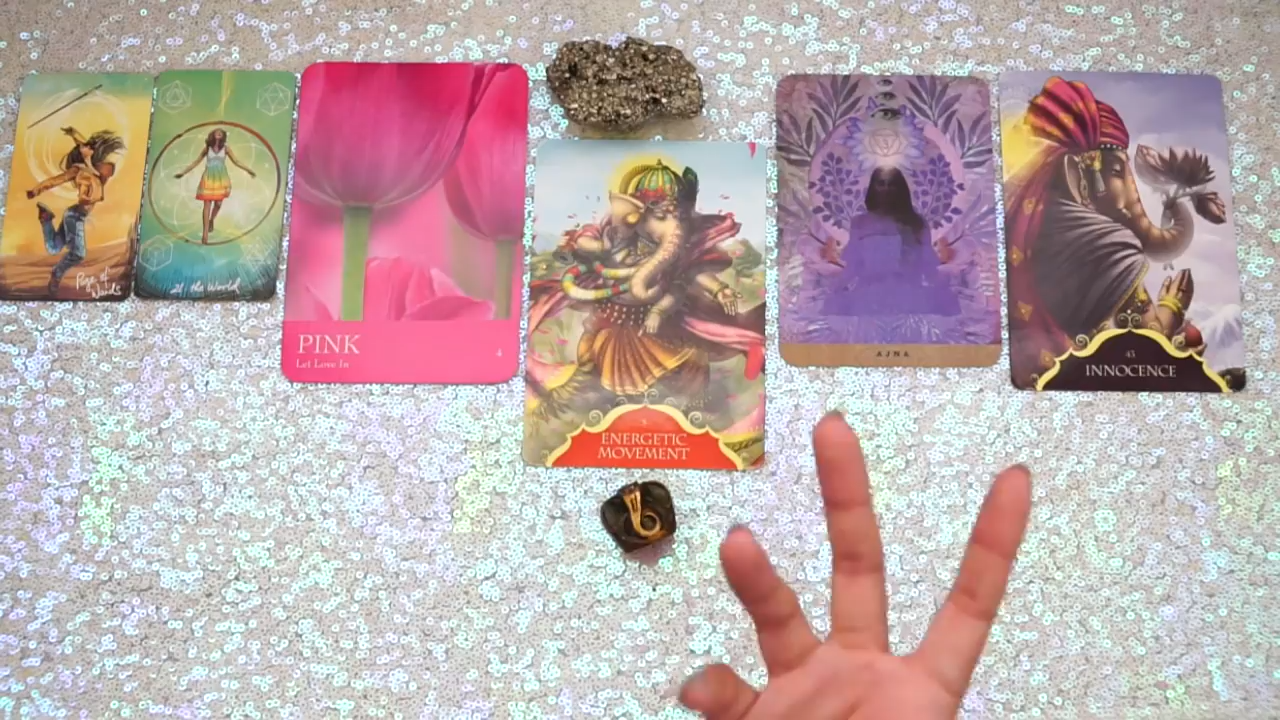 Page of
Wands
21. the World
PINK
Let Love In
4
5
ENERGETIC
MOVEMENT
AJNA
43
INNOCENCE